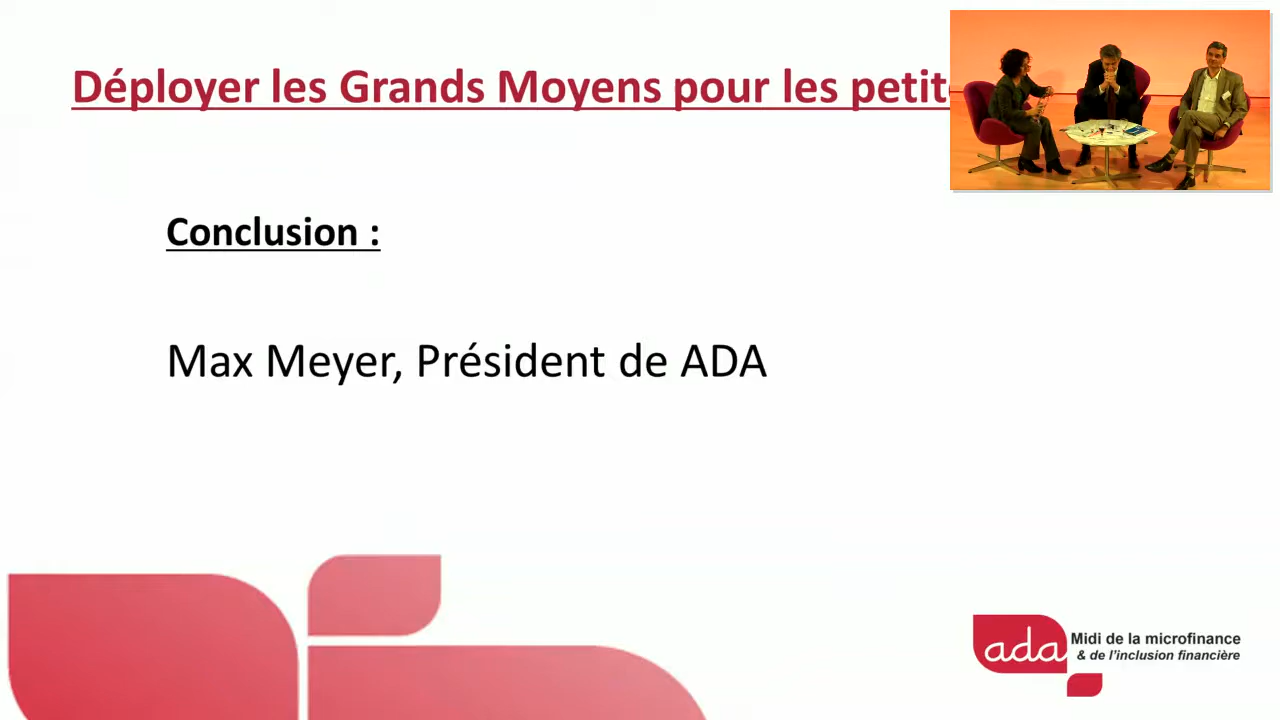 Déployer les Grands Moyens pour les petit
Conclusion :
Max Meyer, Président de ADA
ada
Midi de la microfinance
& de l'inclusion financière